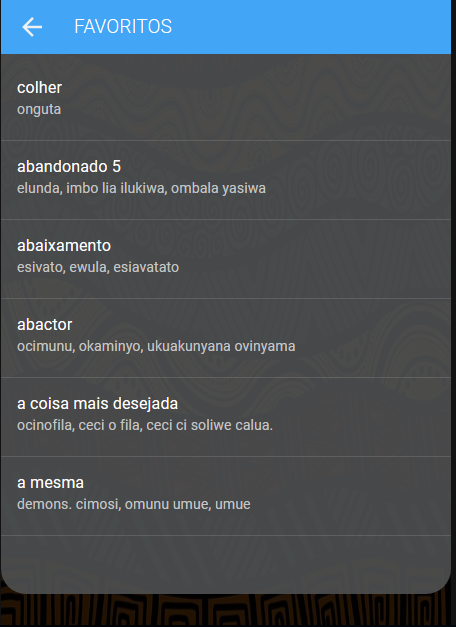 FAVORITOS
colher
onguta
abandonado 5
elunda, imbo lia ilukiwa, ombala yasiwa
abaixamento
esivato, ewula, esiavatato
abactor
ocimunu, okaminyo, ukuakunyana ovinyama
a coisa mais desejada
ocinofila, ceci o fila, ceci ci soliwe calua.
a mesma
demons. cimosi, omunu umue, umue